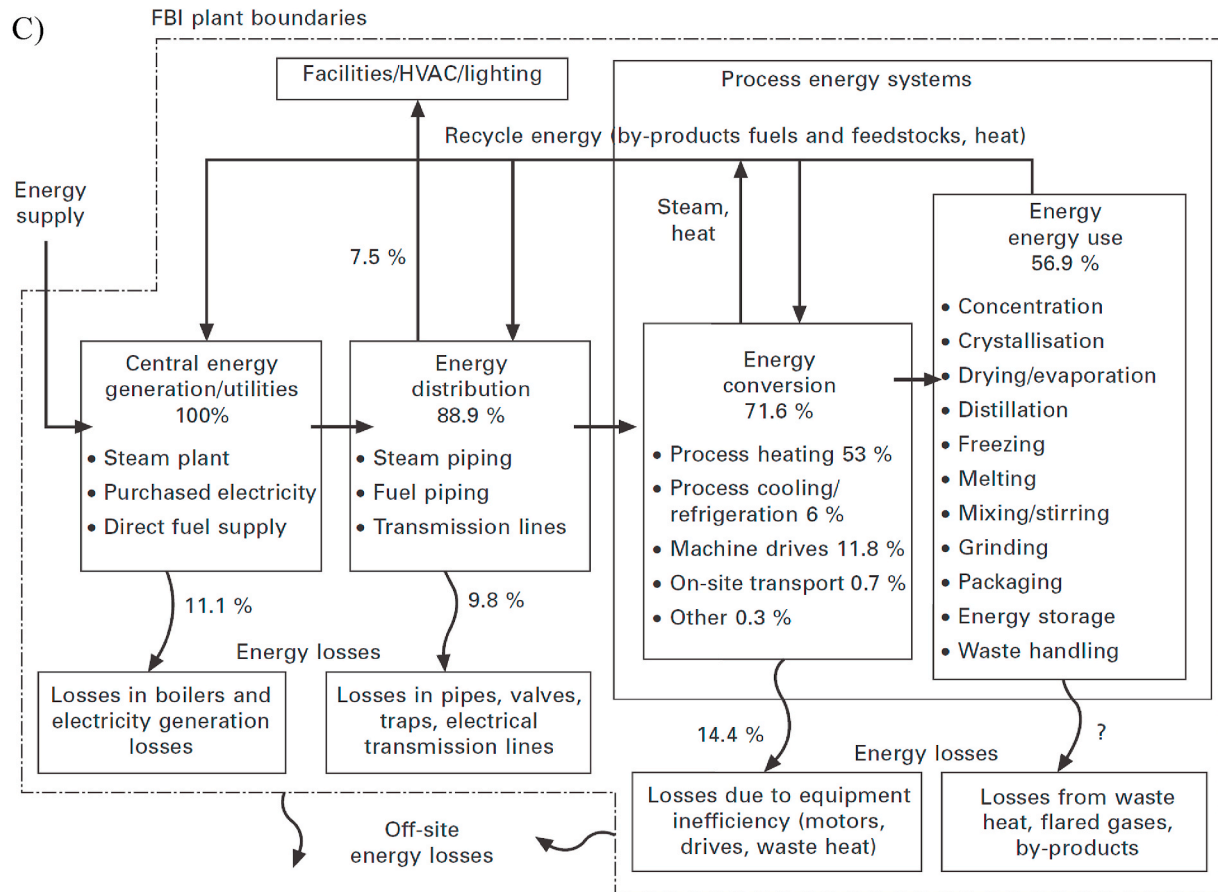 C)
FBI plant boundaries
Facilities/HVAC/lighting
Process energy systems
Recycle energy (by-products fuels and feedstocks, heat)
Energy
supply
Steam,
heat
7.5 %
Central energy
generation/utilities
100%
• Steam plant
• Purchased electricity
• Direct fuel supply
Energy
distribution
88.9 %
• Steam piping
• Fuel piping
• Transmission lines
Energy
conversion
71.6 %
• Process heating 53 %
• Process cooling/
refrigeration 6 %
• Machine drives 11.8 %
• On-site transport 0.7 %
• Other 0.3 %
Energy
energy use
56.9 %
• Concentration
• Crystallisation
• Drying/evaporation
• Distillation
• Freezing
• Melting
• Mixing/stirring
• Grinding
• Packaging
• Energy storage
• Waste handling
11.1 %
9.8 %
Energy losses
Losses in boilers and
electricity generation
losses
Losses in pipes, valves,
traps, electrical
transmission lines
14.4 %
?
Energy losses
Losses due to equipment
inefficiency (motors,
drives, waste heat)
Losses from waste
heat, flared gases,
by-products
Off-site
energy losses